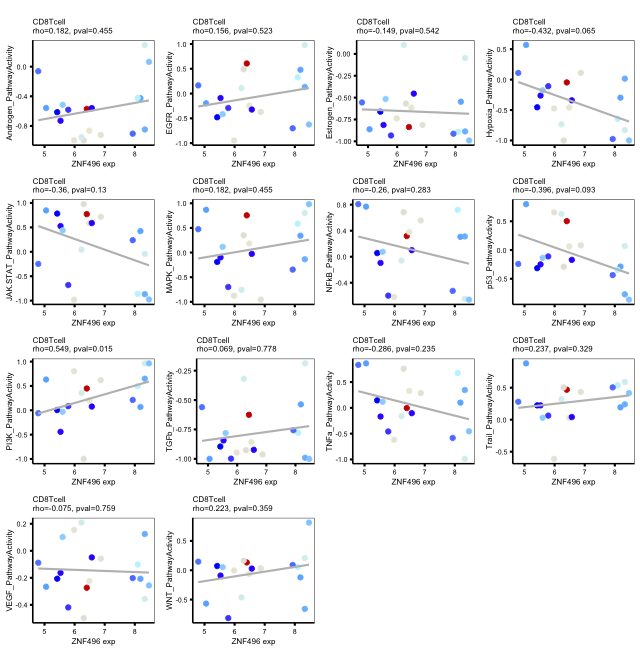 CD8Tcell
rho=0.182, pval=0.455
Androgen_PathwayActivity
0.0
-0.4
-0.8
5
6
7
8
ZNF496 exp
CD8Tcell
rho=0.156, pval=0.523
EGFR_PathwayActivity
1.0
0.5
0.0
-0.5
-1.0
5
6
7
8
ZNF496 exp
CD8Tcell
rho=-0.149, pval=0.542
Estrogen_PathwayActivity
0.00
-0.25
-0.50
-0.75
-1.00
5
6
7
8
ZNF496 exp
CD8Tcell
rho=-0.432, pval=0.065
Hypoxia_PathwayActivity
0.5
0.0
-0.5
-1.0
5
6
7
8
ZNF496 exp
CD8Tcell
rho=-0.36, pval=0.13
JAK-STAT_PathwayActivity
1.0
0.5
0.0
-0.5
-1.0
5
6
7
8
ZNF496 exp
CD8Tcell
rho=0.182, pval=0.455
MAPK_PathwayActivity
1.0
0.5
0.0
-0.5
-1.0
5
6
7
8
ZNF496 exp
CD8Tcell
rho=-0.26, pval=0.283
NFkB_PathwayActivity
0.8
0.4
0.0
-0.4
5
6
7
8
ZNF496 exp
CD8Tcell
rho=-0.396, pval=0.093
p53_PathwayActivity
0.5
0.0
-0.5
5
6
7
8
ZNF496 exp
CD8Tcell
rho=0.549, pval=0.015
PI3K_PathwayActivity
1.0
0.5
0.0
-0.5
-1.0
5
6
7
8
ZNF496 exp
CD8Tcell
rho=0.069, pval=0.778
TGFb_PathwayActivity
-0.25
-0.50
-0.75
-1.00
5
6
7
8
ZNF496 exp
CD8Tcell
rho=-0.286, pval=0.235
TNFa_PathwayActivity
0.5
0.0
-0.5
-1.0
5
6
7
8
ZNF496 exp
CD8Tcell
rho=0.237, pval=0.329
Trail_PathwayActivity
0.5
0.0
-0.5
5
6
7
8
ZNF496 exp
CD8Tcell
rho=-0.075, pval=0.759
VEGF_PathwayActivity
0.2
0.0
-0.2
-0.4
5
6
7
8
ZNF496 exp
CD8Tcell
rho=0.223, pval=0.359
WNT_PathwayActivity
0.5
0.0
-0.5
5
6
7
8
ZNF496 exp